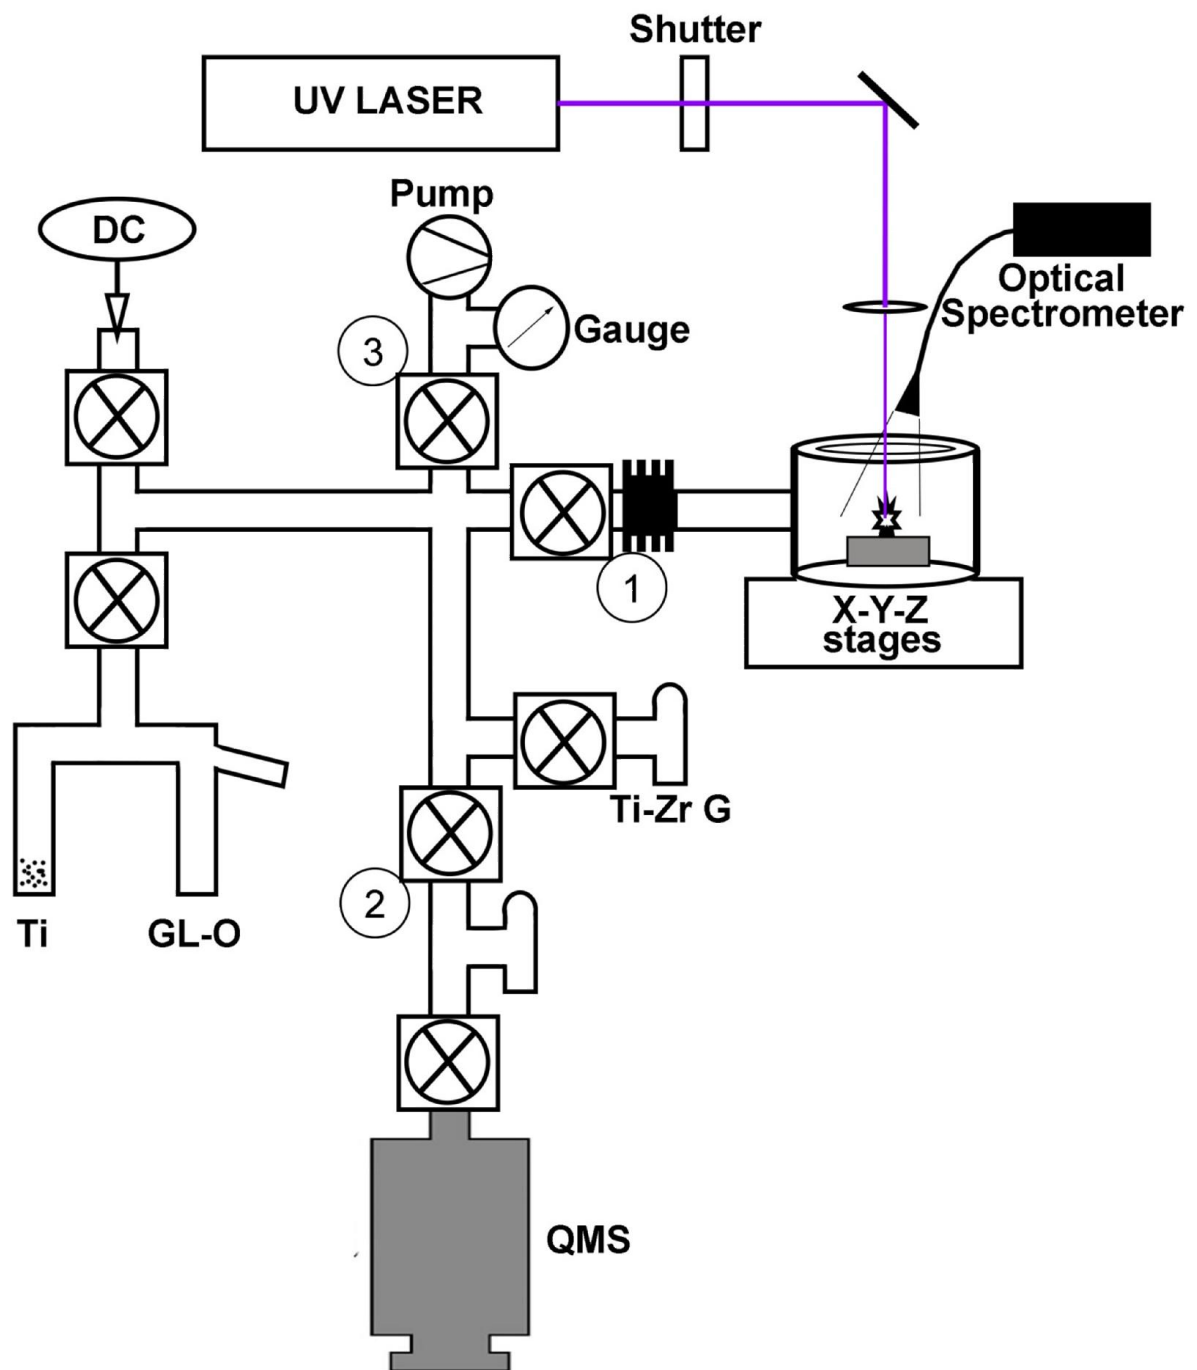 Shutter
UV LASER
Pump
DC
Optical
Spectrometer
Gauge
3
1
X-Y-Z
stages
Ti-Zr G
2
Ti
GL-O
QMS